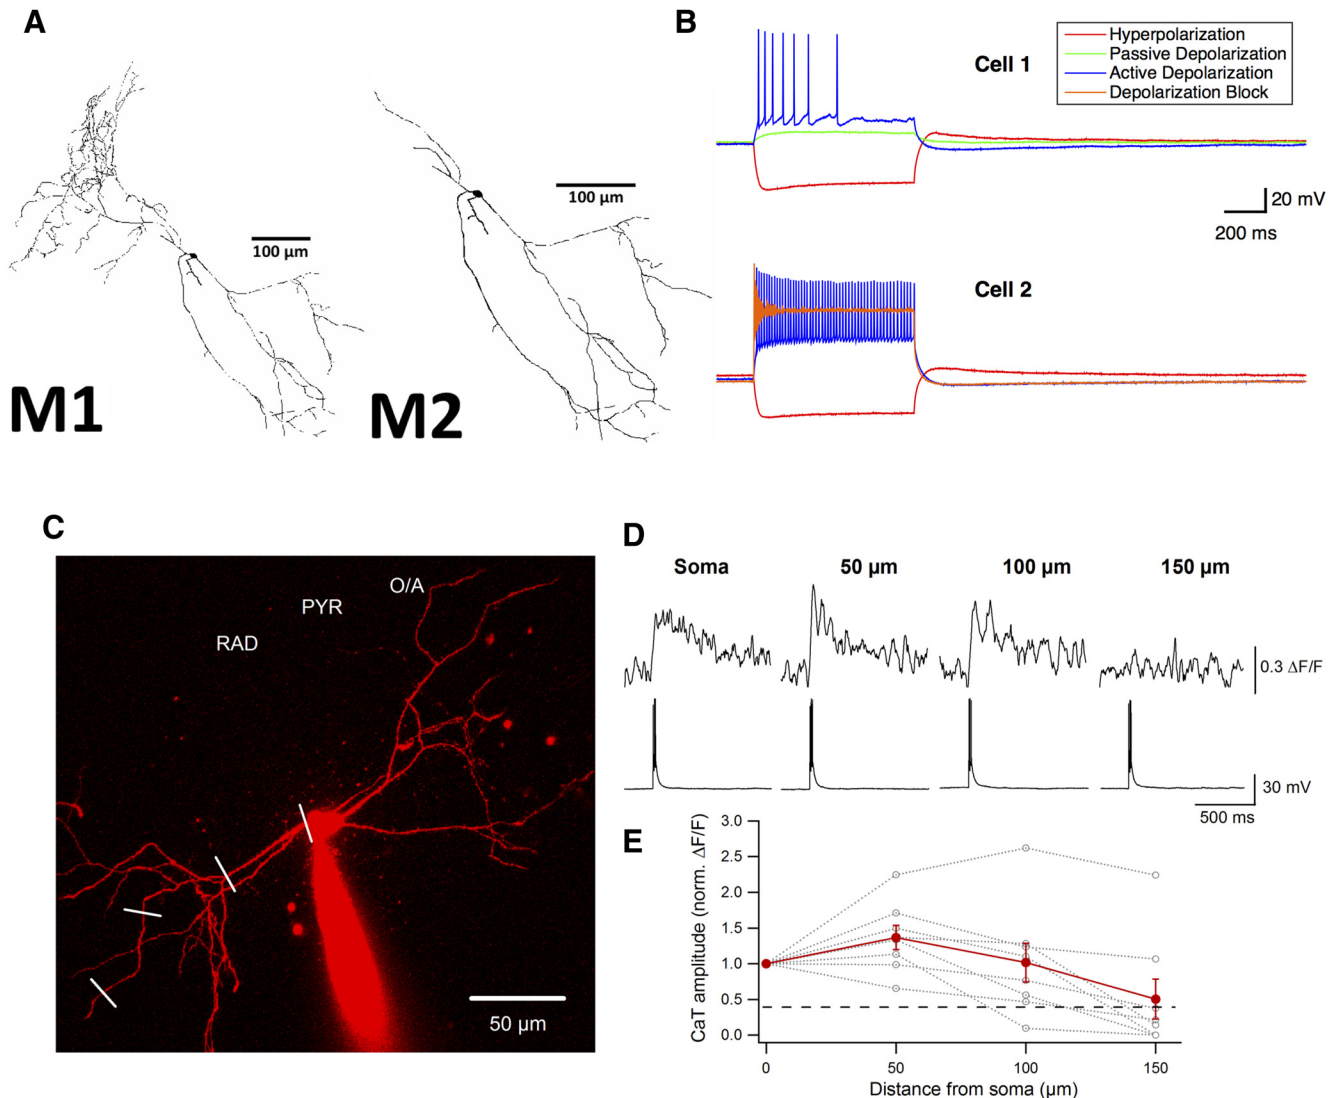 A
100 µm
M1
100 µm
M2
B
Cell 1
Hyperpolarization
Passive Depolarization
Active Depolarization
Depolarization Block
20 mV
200 ms
Cell 2
C
O/A
PYR
RAD
50 µm
D
Soma
50 µm
100 µm
150 µm
0.3 ΔF/F
30 mV
500 ms
E
CaT amplitude (norm. ΔF/F)
3.0
2.5
2.0
1.5
1.0
0.5
0.0
0
50
100
150
Distance from soma (µm)